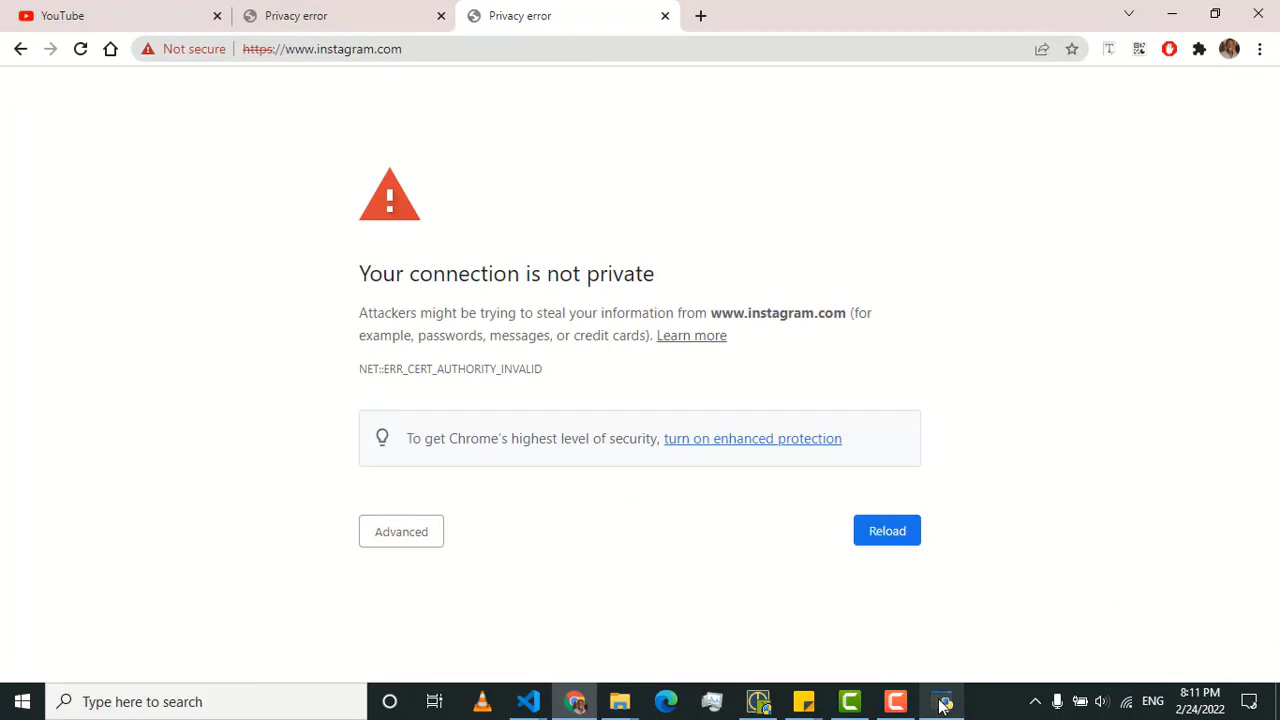 YouTube
Privacy error
Privacy error
Not secure
https://www.instagram.com
Your connection is not private
Attackers might be trying to steal your information from www.instagram.com (for
example, passwords, messages, or credit cards). Learn more
NET::ERR_CERT_AUTHORITY_INVALID
To get Chrome's highest level of security, turn on enhanced protection
Advanced
Reload
Type here to search
ENG
8:11 PM
2/24/2022